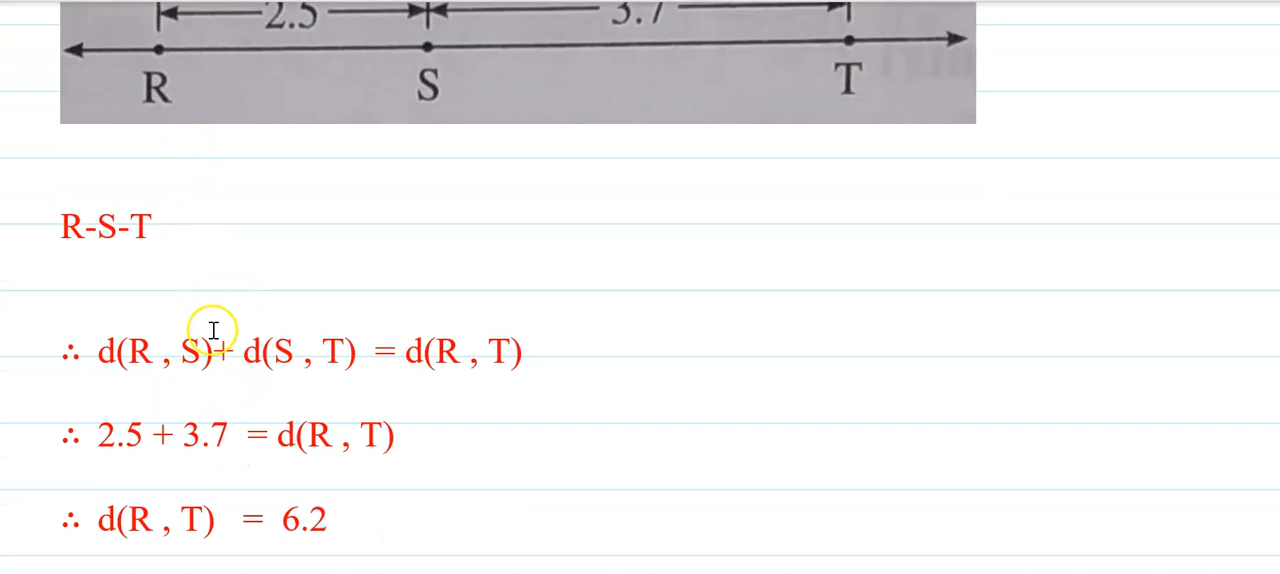 2.5 3.7
R S T
R-S-T
∴ d(R , S)+ d(S , T) = d(R , T)
∴ 2.5 + 3.7 = d(R , T)
∴ d(R , T) = 6.2